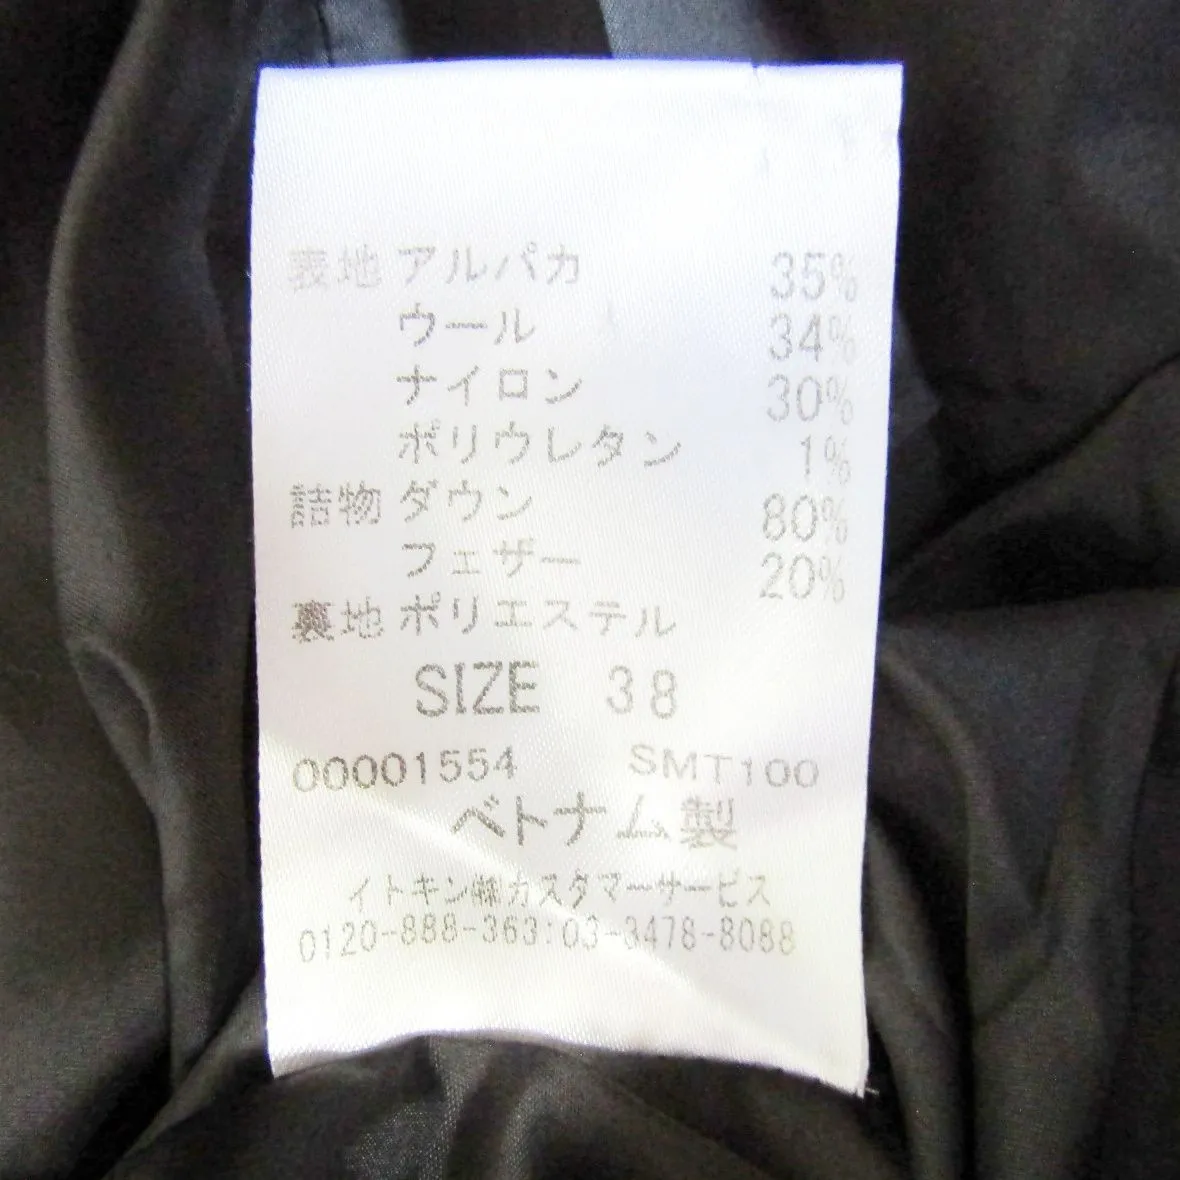 表地 アルパカ 35%
ウール 34%
ナイロン 30%
ポリウレタン 1%
詰物 ダウン 80%
フェザー 20%
裏地 ポリエステル
SIZE 38
00001554 SMT100
ベトナム製
イトキン㈱カスタマーサービス
0120-888-363:03-3478-8088